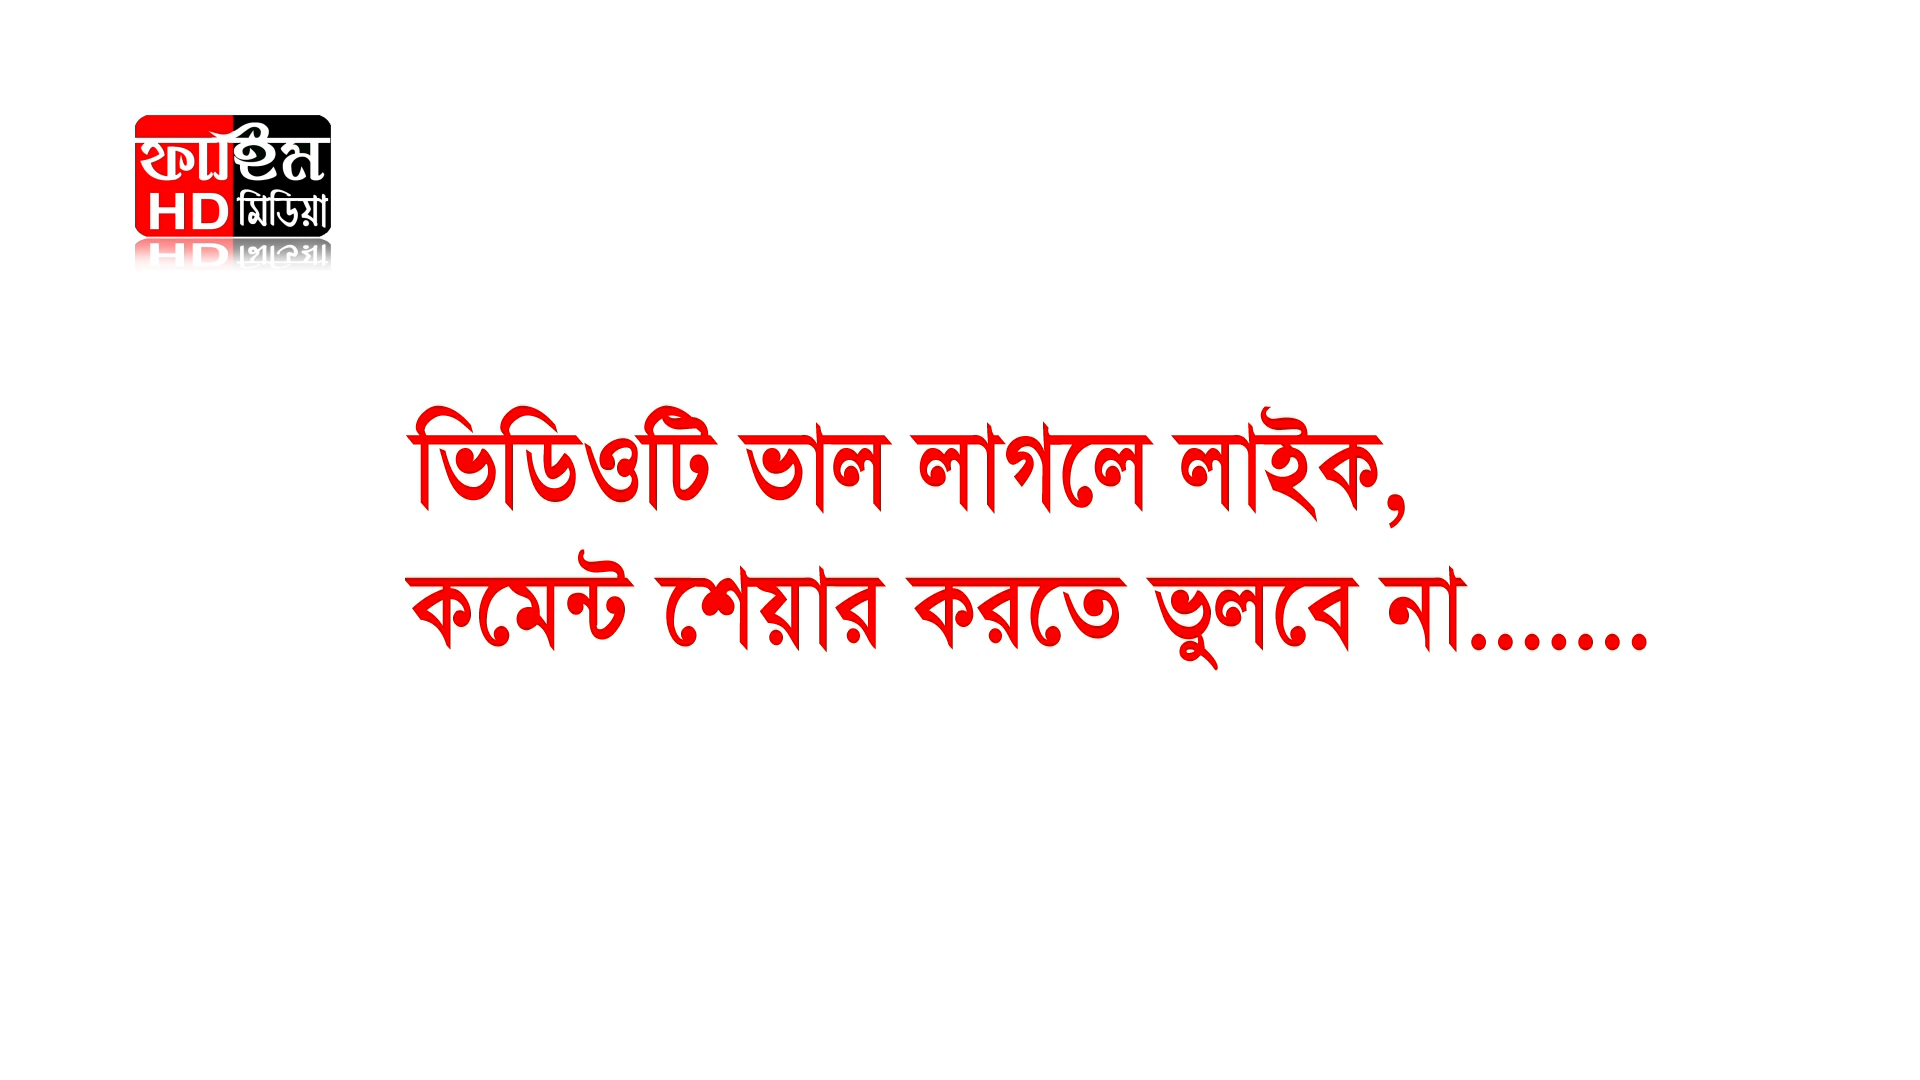 ফাহিম
HD মিডিয়া
ভিডিওটি ভাল লাগলে লাইক,
কমেন্ট শেয়ার করতে ভুলবে না.......